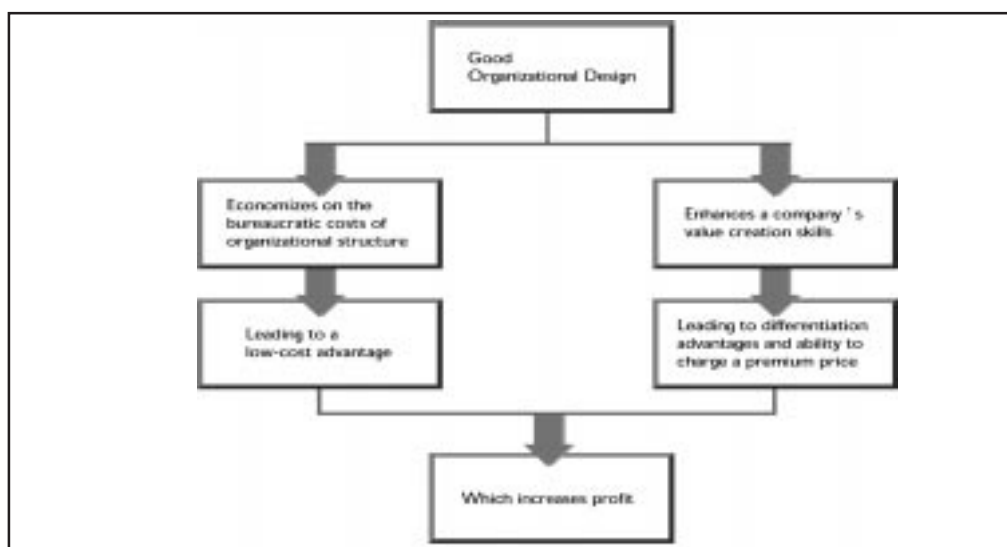 Good
Organizational Design
Economizes on the
bureaucratic costs of
organizational structure
Enhances a company's
value creation skills
Leading to a
low-cost advantage
Leading to differentiation
advantages and ability to
charge a premium price
Which increases profit